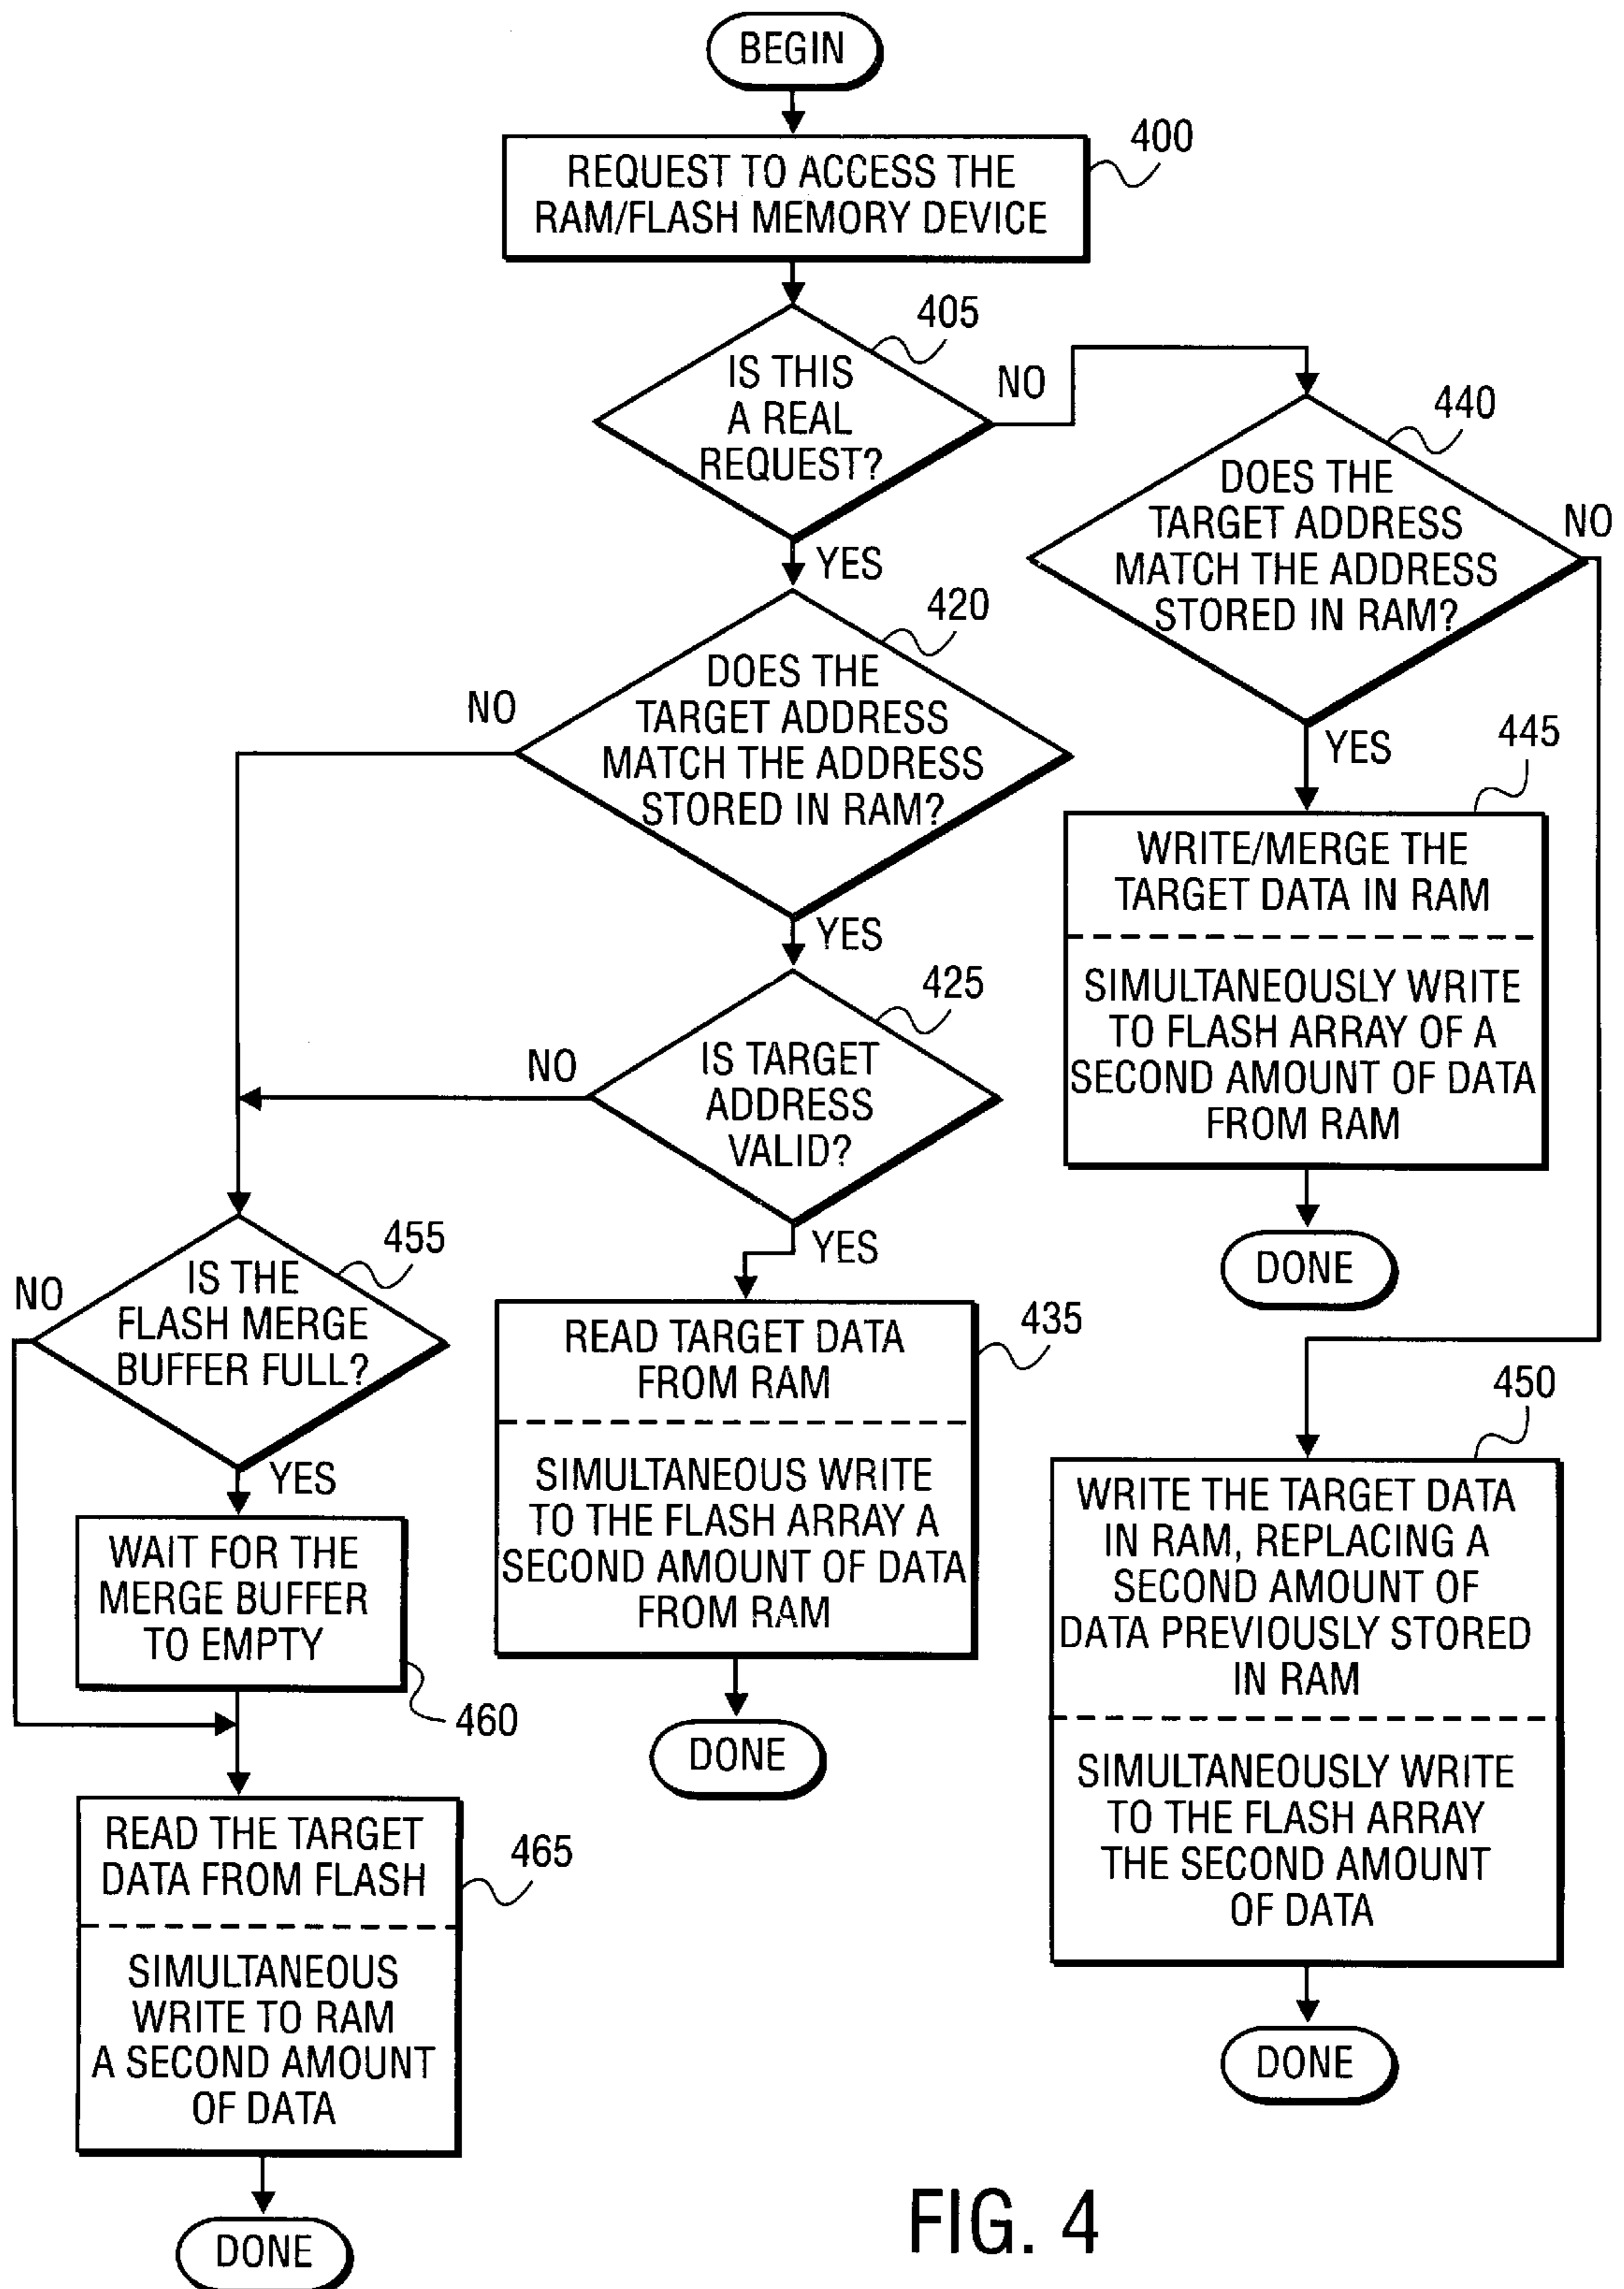 BEGIN
400
REQUEST TO ACCESS THE
RAM/FLASH MEMORY DEVICE
405
IS THIS
A REAL
REQUEST?
NO
YES
440
DOES THE
TARGET ADDRESS
MATCH THE ADDRESS
STORED IN RAM?
NO
YES
420
DOES THE
TARGET ADDRESS
MATCH THE ADDRESS
STORED IN RAM?
NO
YES
445
WRITE/MERGE THE
TARGET DATA IN RAM
SIMULTANEOUSLY WRITE
TO FLASH ARRAY OF A
SECOND AMOUNT OF DATA
FROM RAM
DONE
425
IS TARGET
ADDRESS
VALID?
NO
YES
455
IS THE
FLASH MERGE
BUFFER FULL?
NO
YES
435
READ TARGET DATA
FROM RAM
SIMULTANEOUS WRITE
TO THE FLASH ARRAY A
SECOND AMOUNT OF DATA
FROM RAM
DONE
450
WRITE THE TARGET DATA
IN RAM, REPLACING A
SECOND AMOUNT OF
DATA PREVIOUSLY STORED
IN RAM
SIMULTANEOUSLY WRITE
TO THE FLASH ARRAY
THE SECOND AMOUNT
OF DATA
DONE
WAIT FOR THE
MERGE BUFFER
TO EMPTY
460
READ THE TARGET
DATA FROM FLASH
465
SIMULTANEOUS
WRITE TO RAM
A SECOND AMOUNT
OF DATA
DONE
FIG. 4